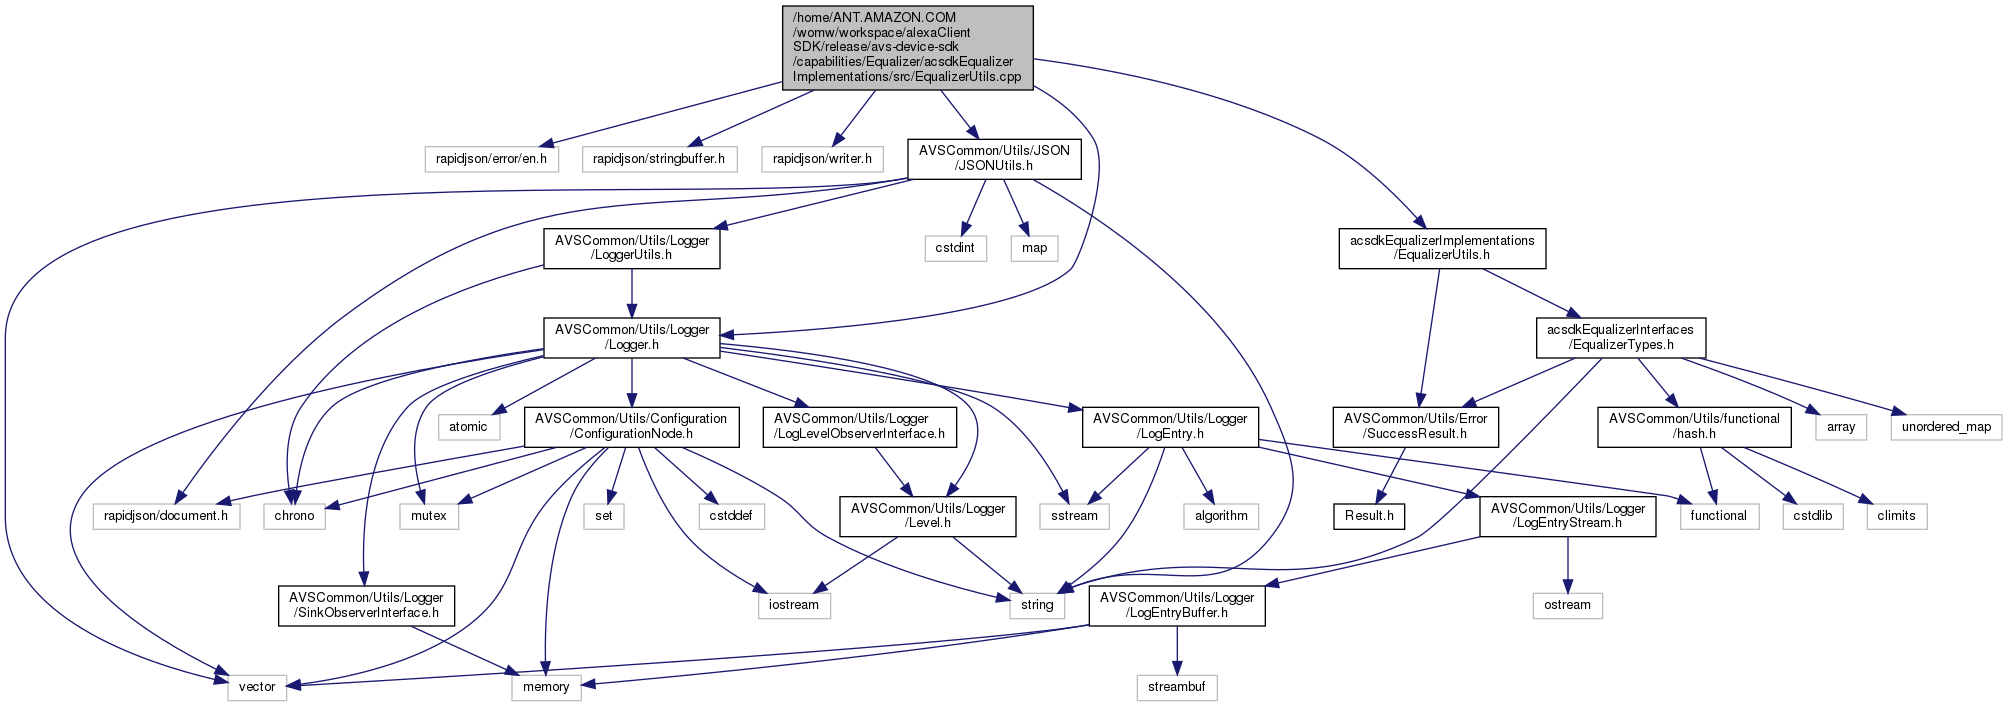 /home/ANT.AMAZON.COM
/womw/workspace/alexaClient
SDK/release/avs-device-sdk
/capabilities/Equalizer/acsdkEqualizer
Implementations/src/EqualizerUtils.cpp
rapidjson/error/en.h
rapidjson/stringbuffer.h
rapidjson/writer.h
AVSCommon/Utils/JSON
/JSONUtils.h
AVSCommon/Utils/Logger
/LoggerUtils.h
cstdint
map
acsdkEqualizerImplementations
/EqualizerUtils.h
AVSCommon/Utils/Logger
/Logger.h
acsdkEqualizerInterfaces
/EqualizerTypes.h
atomic
AVSCommon/Utils/Configuration
/ConfigurationNode.h
AVSCommon/Utils/Logger
/LogLevelObserverInterface.h
AVSCommon/Utils/Logger
/LogEntry.h
AVSCommon/Utils/Error
/SuccessResult.h
AVSCommon/Utils/functional
/hash.h
array
unordered_map
rapidjson/document.h
chrono
mutex
set
cstddef
AVSCommon/Utils/Logger
/Level.h
sstream
algorithm
Result.h
AVSCommon/Utils/Logger
/LogEntryStream.h
functional
cstdlib
climits
AVSCommon/Utils/Logger
/SinkObserverInterface.h
iostream
string
AVSCommon/Utils/Logger
/LogEntryBuffer.h
ostream
vector
memory
streambuf